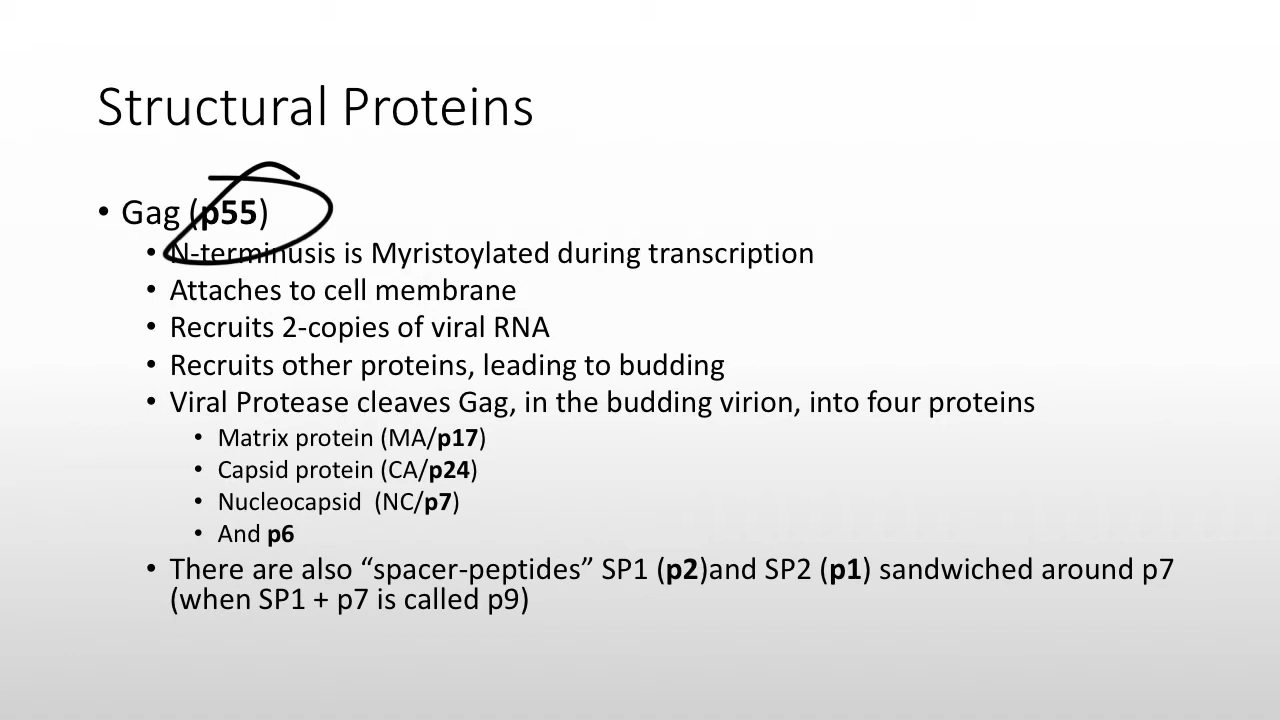 Structural Proteins
• Gag (p55)
• N-terminusis is Myristoylated during transcription
• Attaches to cell membrane
• Recruits 2-copies of viral RNA
• Recruits other proteins, leading to budding
• Viral Protease cleaves Gag, in the budding virion, into four proteins
• Matrix protein (MA/p17)
• Capsid protein (CA/p24)
• Nucleocapsid  (NC/p7)
• And p6
• There are also “spacer-peptides” SP1 (p2)and SP2 (p1) sandwiched around p7
(when SP1 + p7 is called p9)